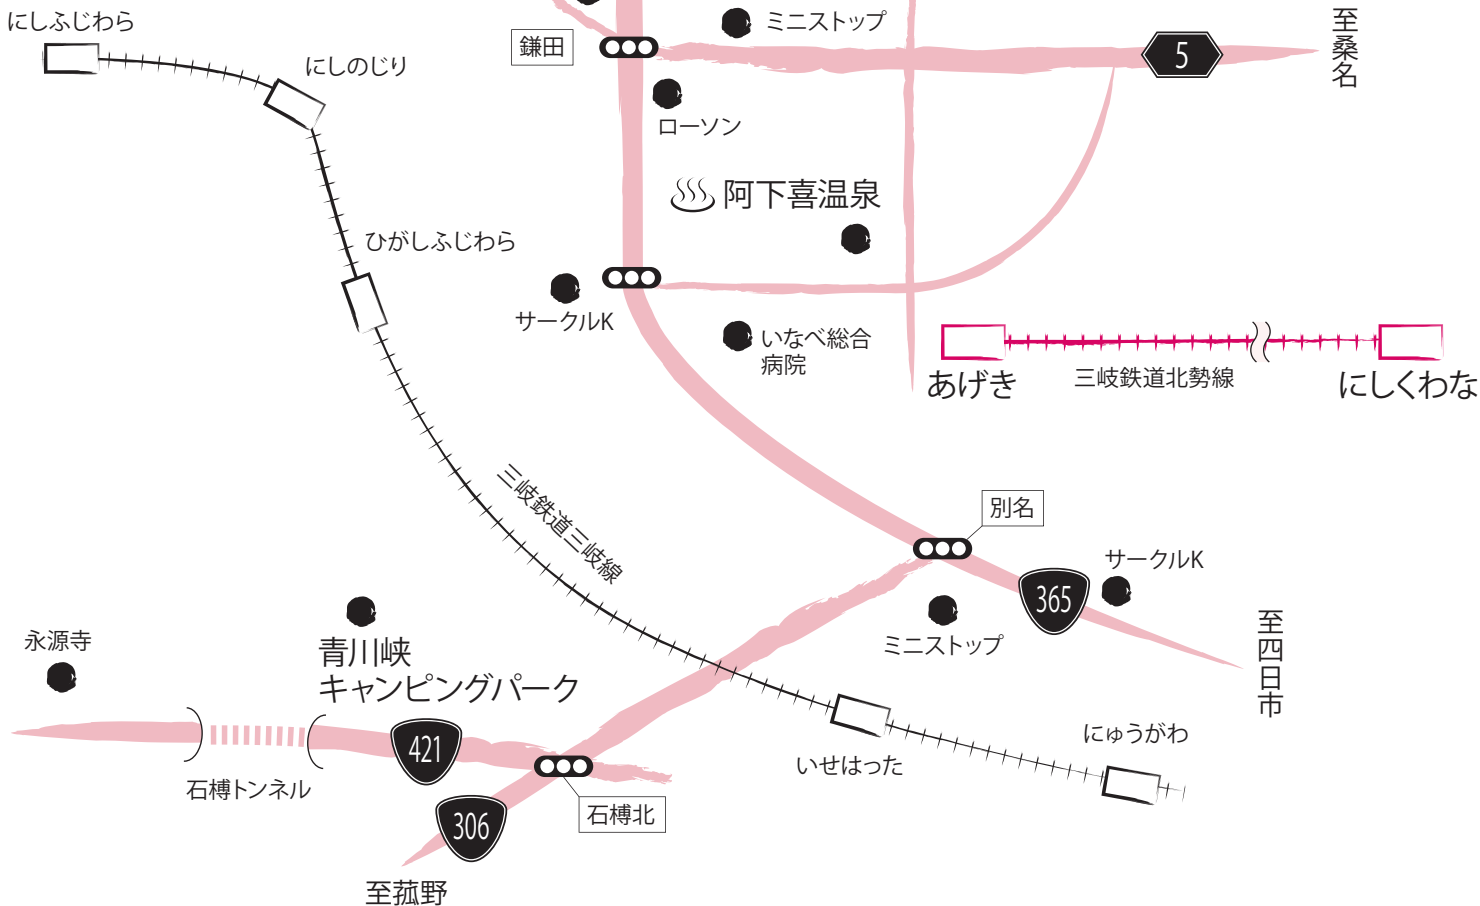 にしふじわら
ミニストップ
至桑名
鎌田
5
にしのじり
ローソン
阿下喜温泉
ひがしふじわら
サークルK
いなべ総合
病院
あげき
三岐鉄道北勢線
にしくわな
三岐鉄道三岐線
別名
サークルK
365
至四日市
ミニストップ
永源寺
青川峡
キャンピングパーク
421
いせはった
にゅうがわ
石榑トンネル
石榑北
306
至菰野